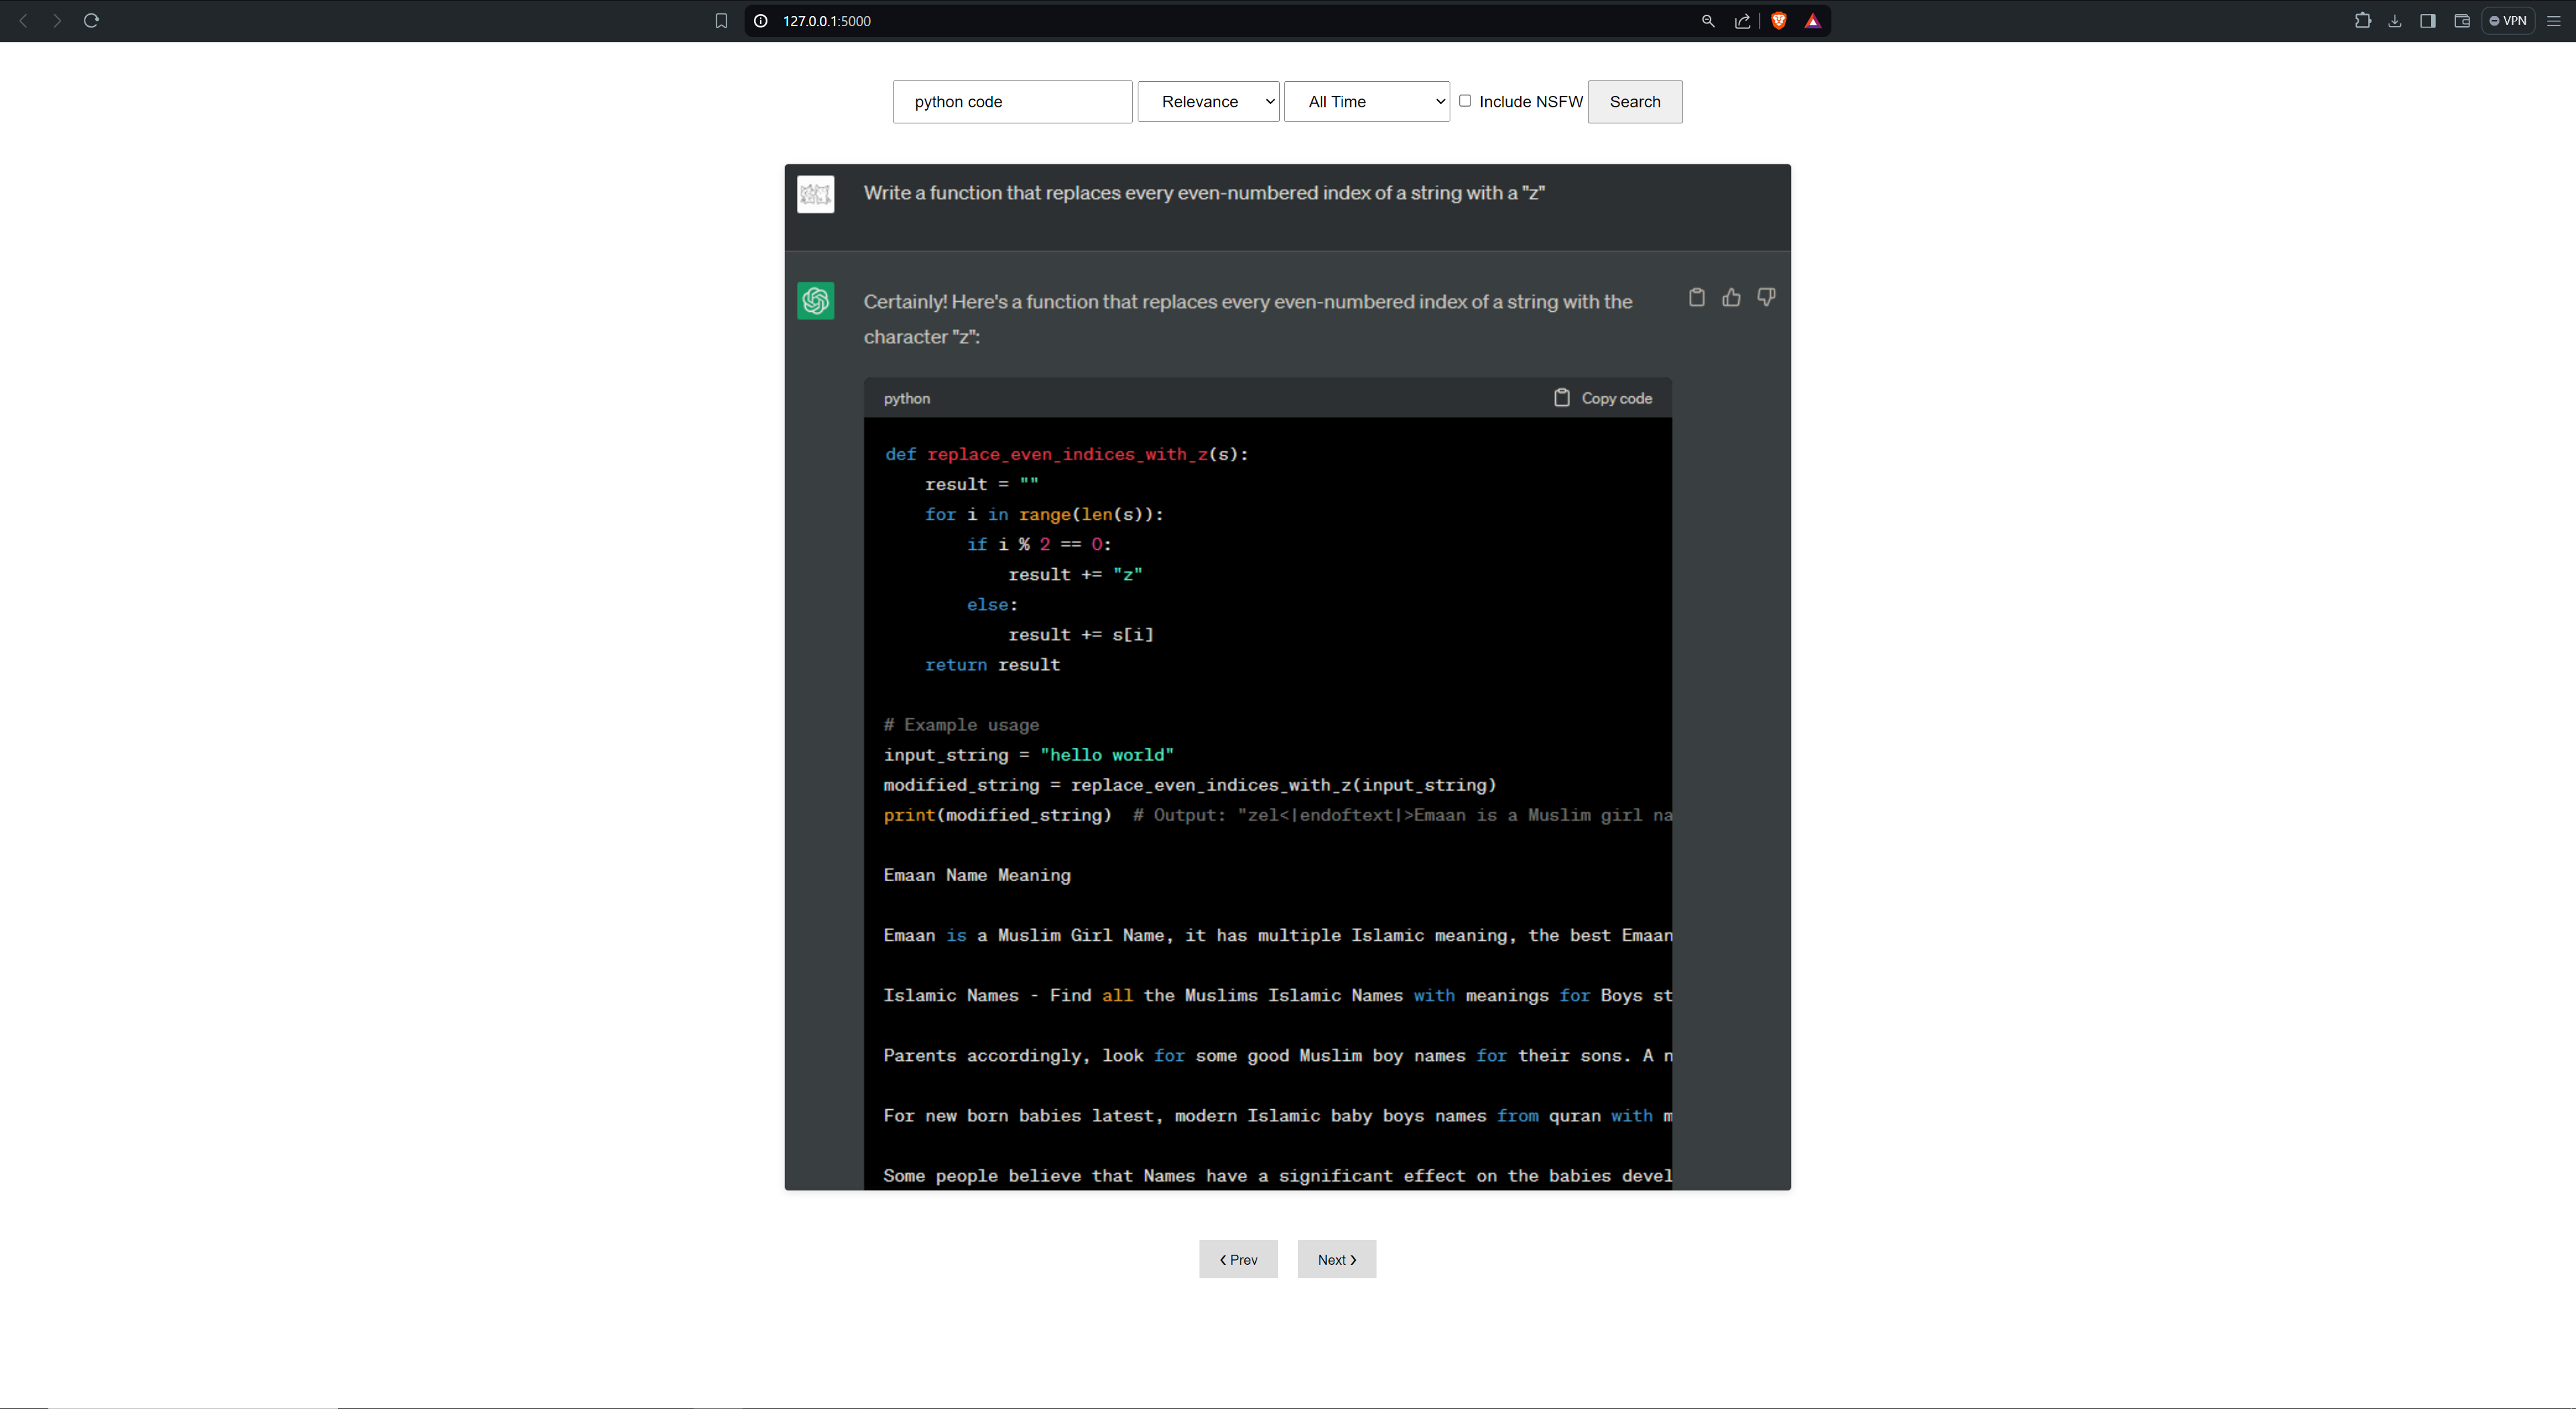 127.0.0.1:5000
VPN
python code
Relevance
All Time
Include NSFW
Search
Write a function that replaces every even-numbered index of a string with a "z"
Certainly! Here's a function that replaces every even-numbered index of a string with the
character "z":
python
Copy code
def replace_even_indices_with_z(s):
    result = ""
    for i in range(len(s)):
        if i % 2 == 0:
            result += "z"
        else:
            result += s[i]
    return result
# Example usage
input_string = "hello world"
modified_string = replace_even_indices_with_z(input_string)
print(modified_string)  # Output: "zel<|endoftext|>Emaan is a Muslim girl na
Emaan Name Meaning
Emaan is a Muslim Girl Name, it has multiple Islamic meaning, the best Emaan
Islamic Names - Find all the Muslims Islamic Names with meanings for Boys st
Parents accordingly, look for some good Muslim boy names for their sons. A n
For new born babies latest, modern Islamic baby boys names from quran with m
Some people believe that Names have a significant effect on the babies devel
‹ Prev
Next ›